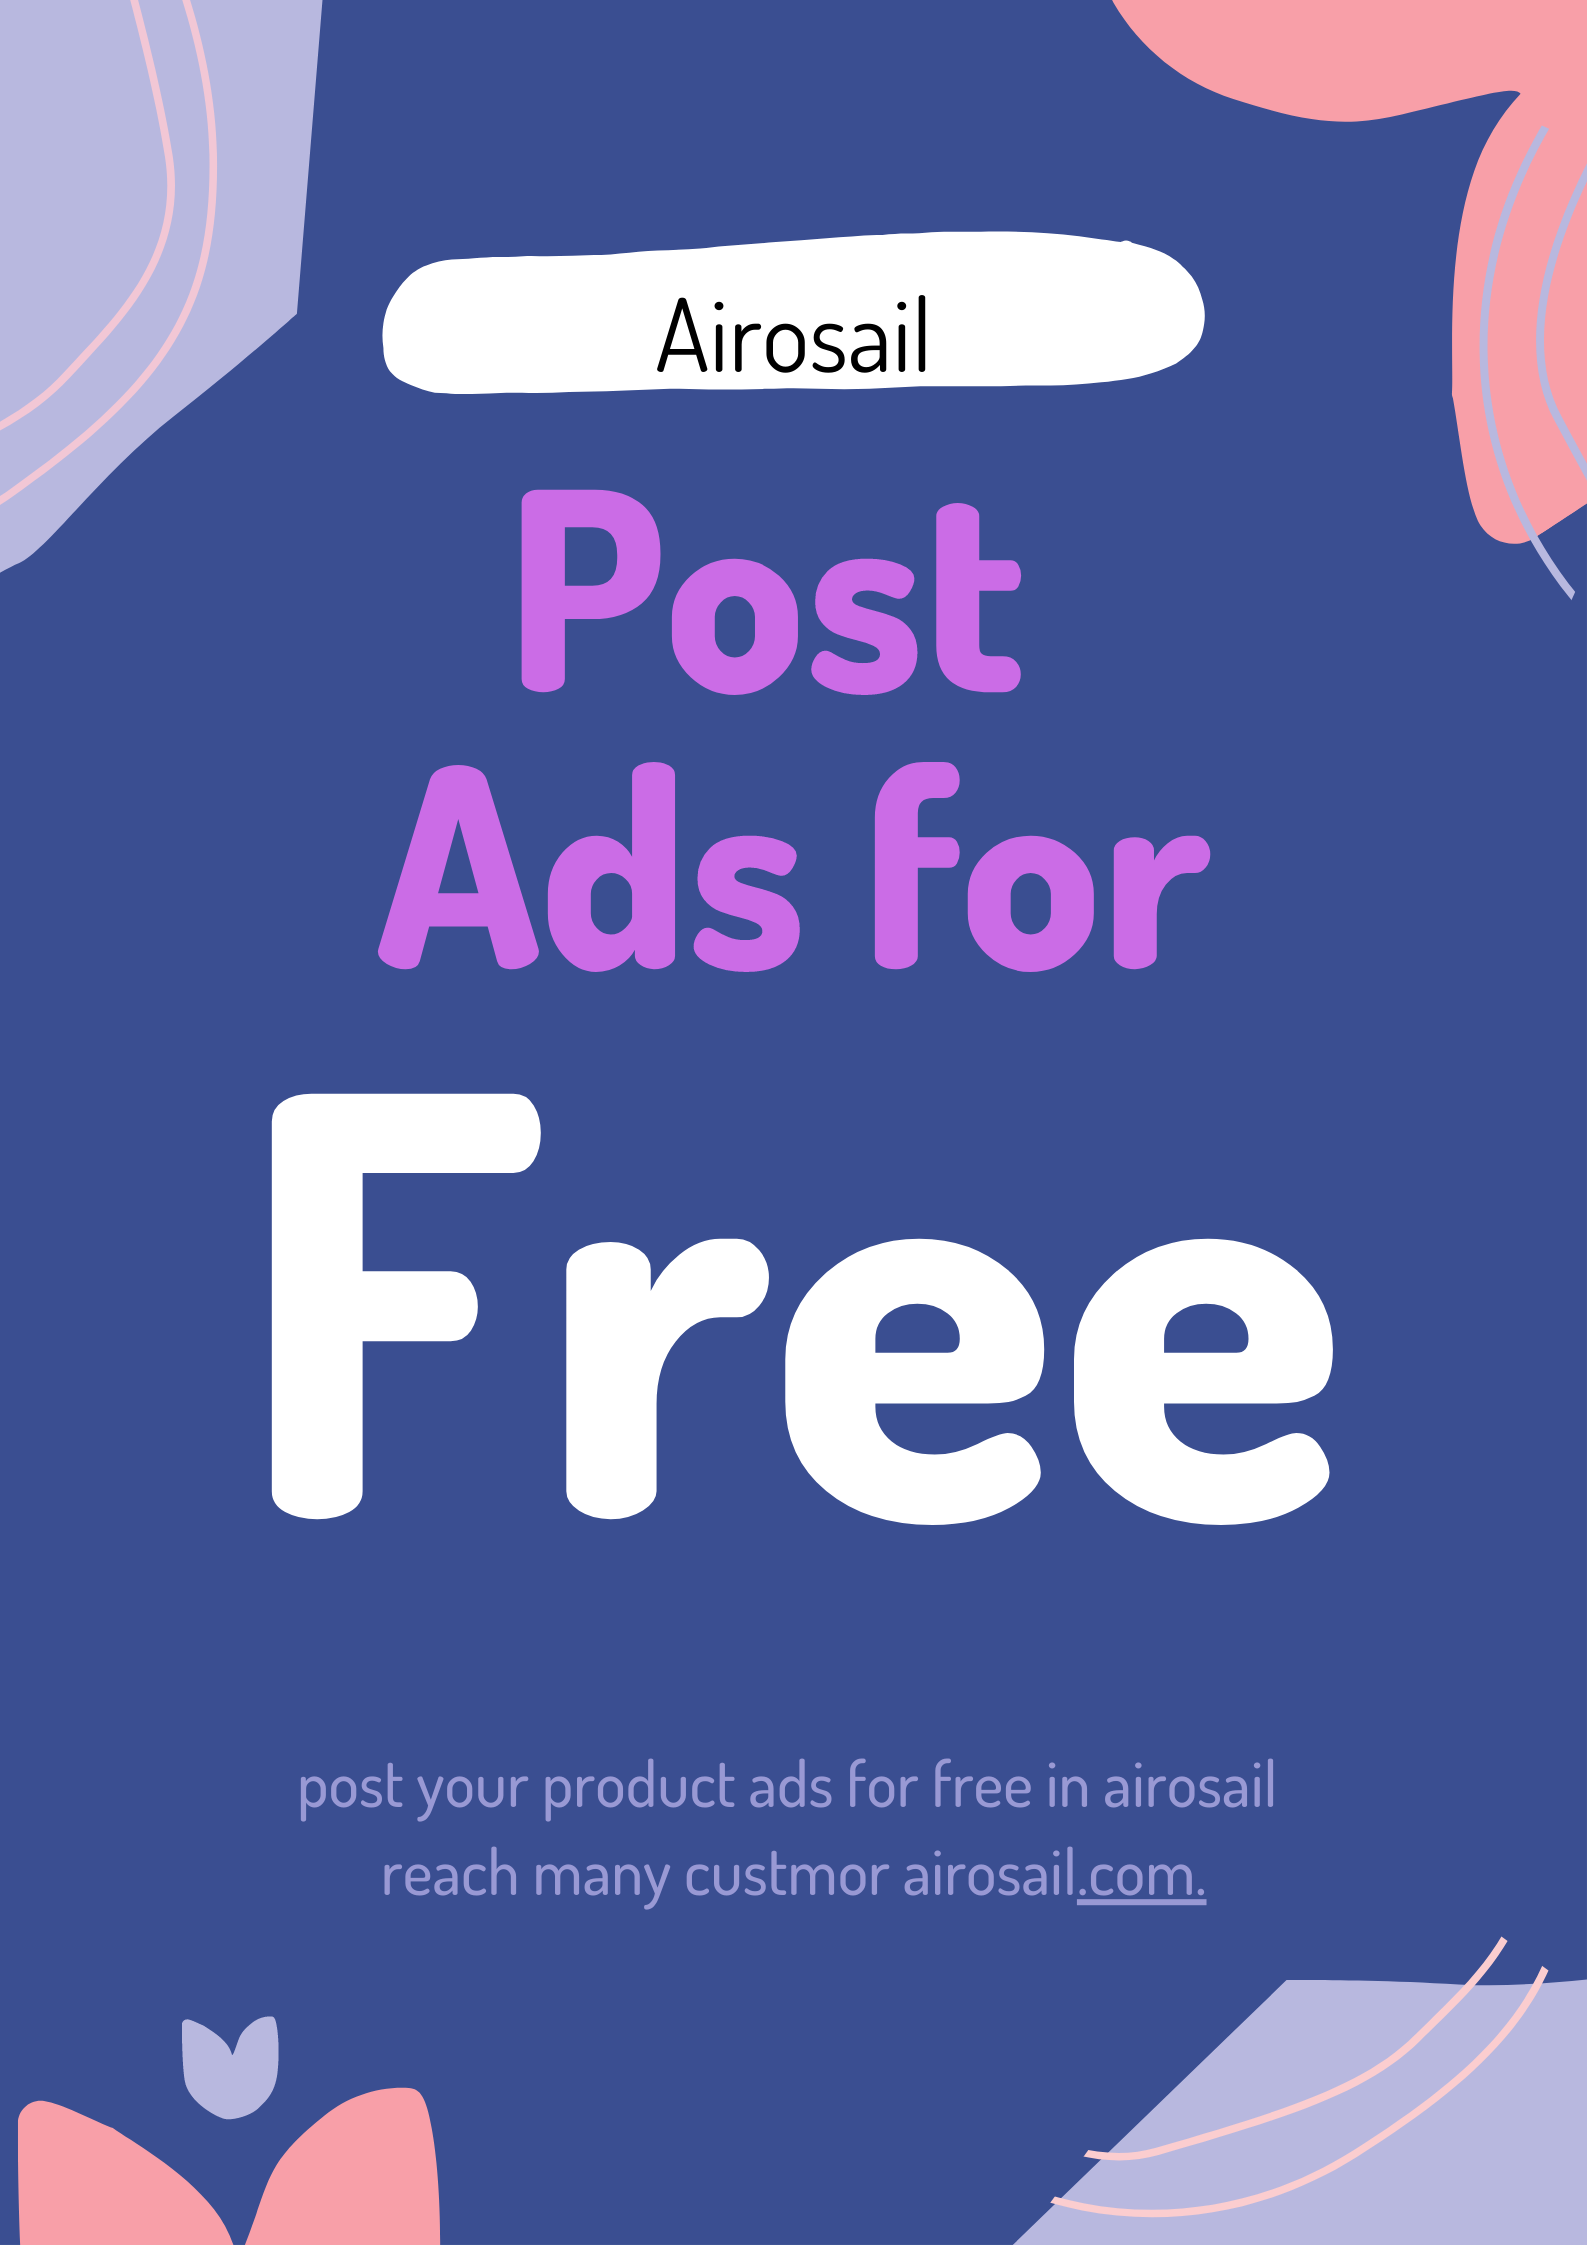 Airosail
Post
Ads for
Free
post your product ads for free in airosail
reach many custmor airosail.com.